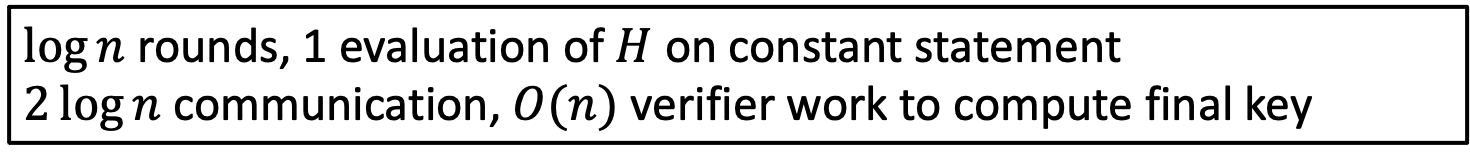 log n rounds, 1 evaluation of H on constant statement
2 log n communication, O(n) verifier work to compute final key